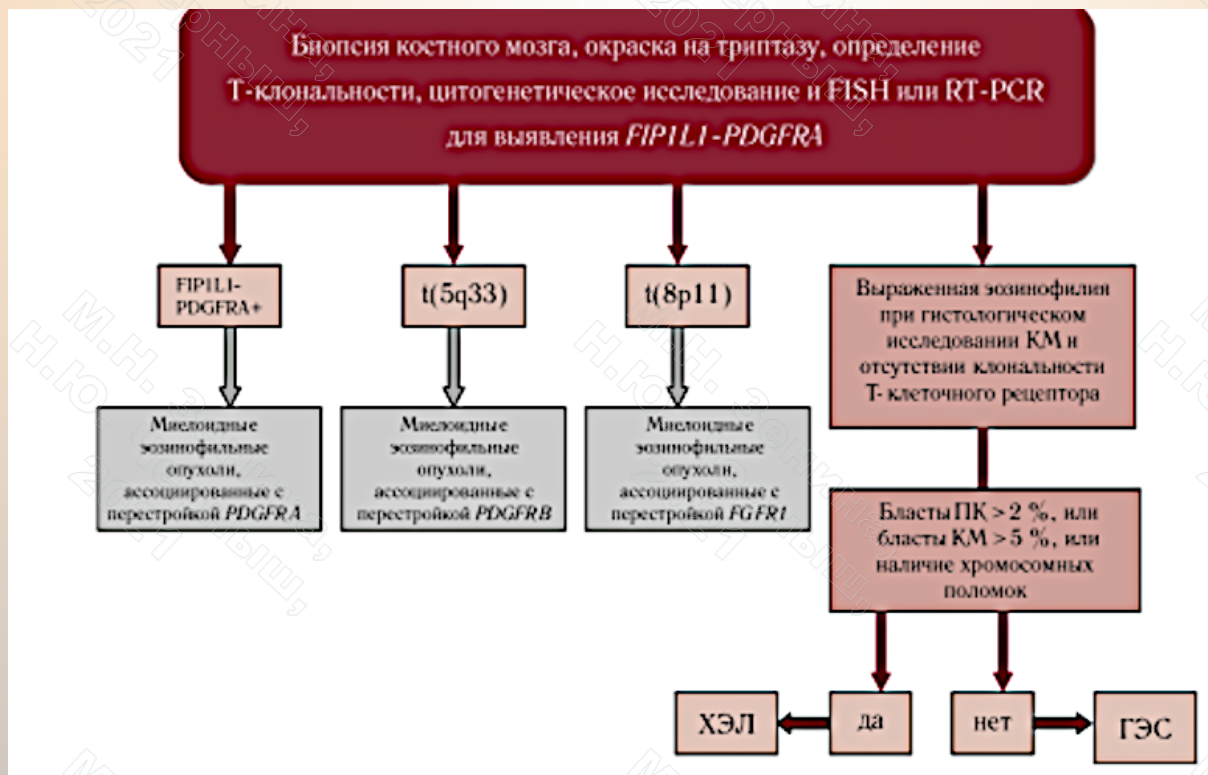 Биопсия костного мозга, окраска на триптазу, определение
Т-клональности, цитогенетическое исследование и FISH или RT-PCR
для выявления FIP1L1-PDGFRA
FIP1L1-
PDGFRA+
t(5q33)
t(8p11)
Выраженная эозинофилия
при гистологическом
исследовании КМ и
отсутствии клональности
Т-клеточного рецептора
Миелоидные
эозинофильные
опухоли,
ассоциированные с
перестройкой PDGFRA
Миелоидные
эозинофильные
опухоли,
ассоциированные с
перестройкой PDGFRB
Миелоидные
эозинофильные
опухоли,
ассоциированные с
перестройкой FGFR1
Бласты ПК > 2 %, или
бласты КМ > 5 %, или
наличие хромосомных
поломок
ХЭЛ
да
нет
ГЭС